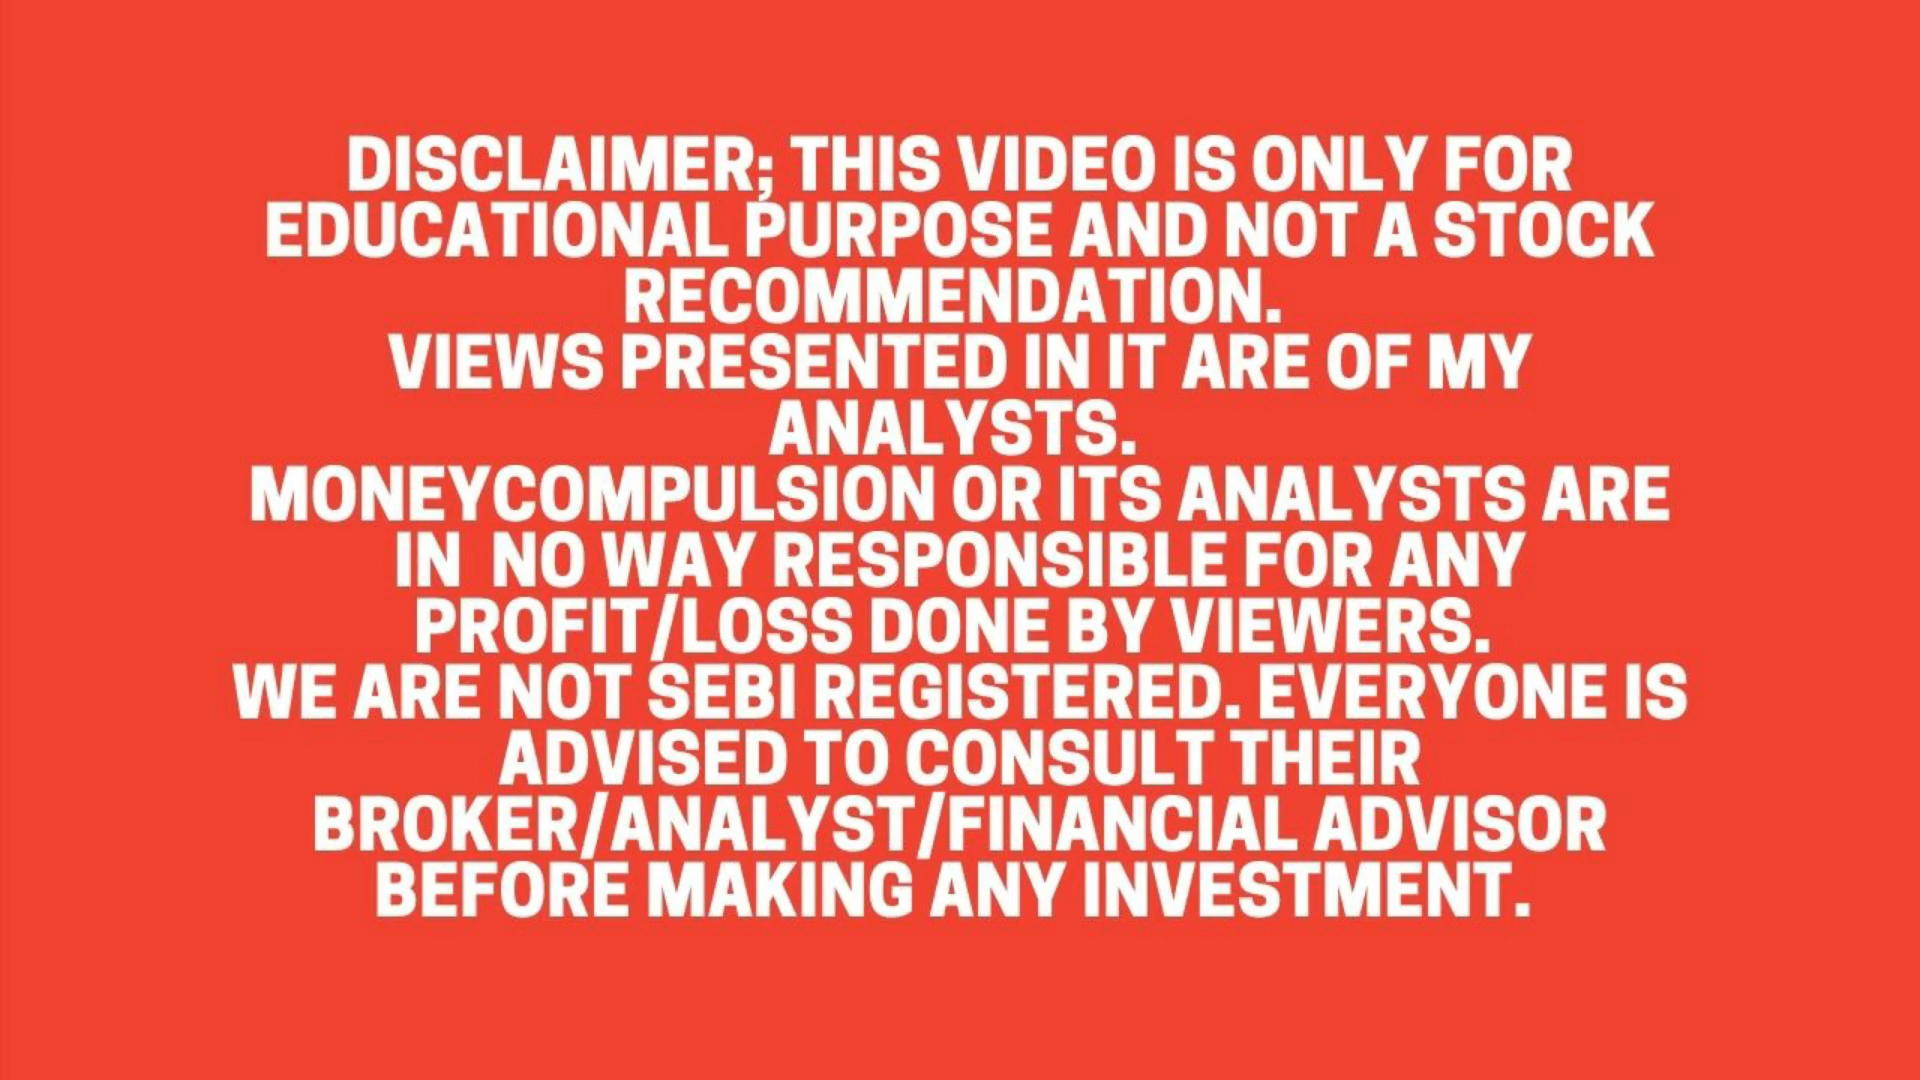 DISCLAIMER; THIS VIDEO IS ONLY FOR
EDUCATIONAL PURPOSE AND NOT A STOCK
RECOMMENDATION.
VIEWS PRESENTED IN IT ARE OF MY
ANALYSTS.
MONEYCOMPULSION OR ITS ANALYSTS ARE
IN NO WAY RESPONSIBLE FOR ANY
PROFIT/LOSS DONE BY VIEWERS.
WE ARE NOT SEBI REGISTERED. EVERYONE IS
ADVISED TO CONSULT THEIR
BROKER/ANALYST/FINANCIAL ADVISOR
BEFORE MAKING ANY INVESTMENT.